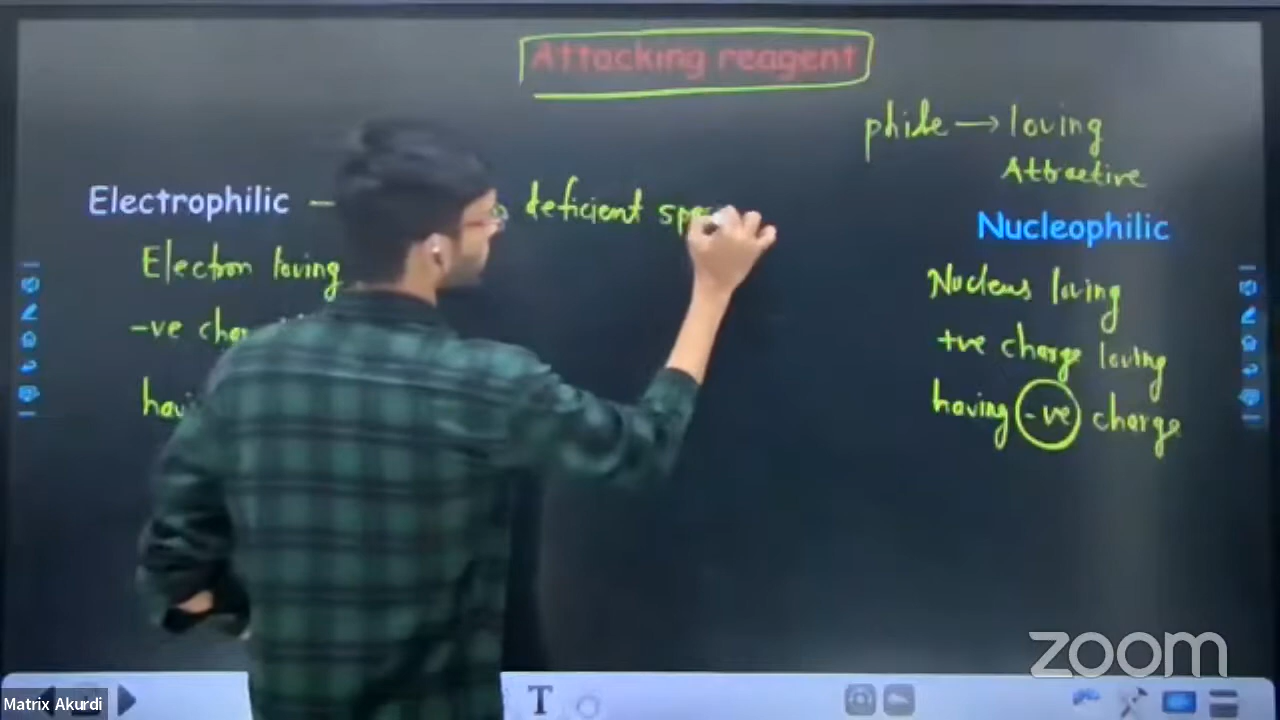 Attacking reagent
phile → loving
Attractive
Electrophilic — deficient
Nucleophilic
Electron loving
-ve
Nucleus loving
+ve charge loving
having -ve charge
T
zoom
Matrix Akurdi